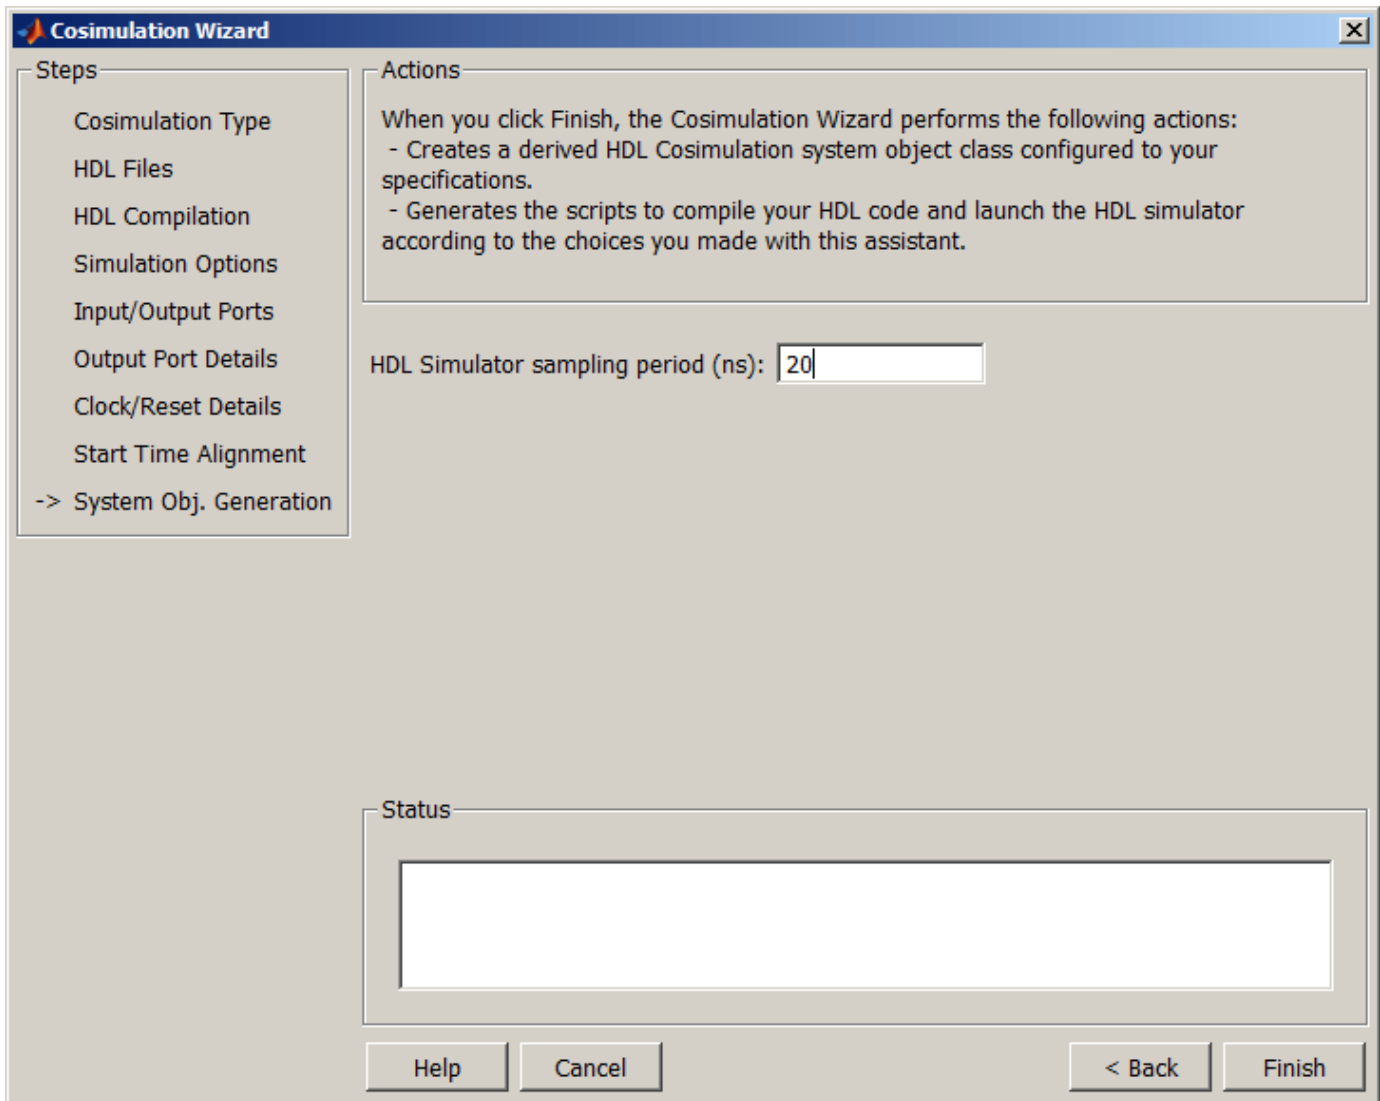 Cosimulation Wizard
Steps
Cosimulation Type
HDL Files
HDL Compilation
Simulation Options
Input/Output Ports
Output Port Details
Clock/Reset Details
Start Time Alignment
-> System Obj. Generation
Actions
When you click Finish, the Cosimulation Wizard performs the following actions:
- Creates a derived HDL Cosimulation system object class configured to your
specifications.
- Generates the scripts to compile your HDL code and launch the HDL simulator
according to the choices you made with this assistant.
HDL Simulator sampling period (ns): 20
Status
Help Cancel < Back Finish